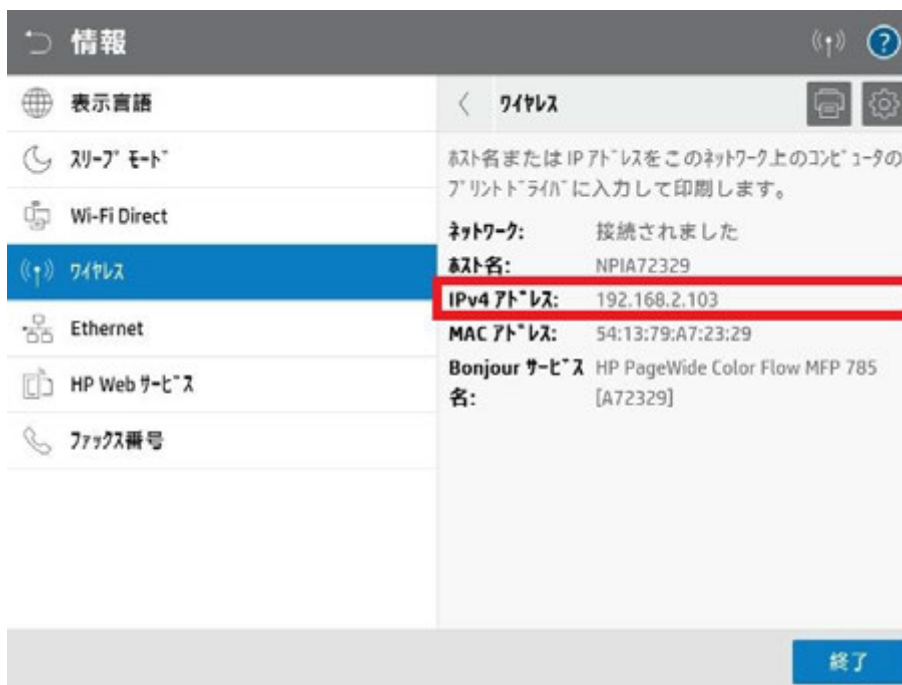 情報
?
表示言語
ｽﾘｰﾌﾟ ﾓｰﾄﾞ
Wi-Fi Direct
ﾜｲﾔﾚｽ
Ethernet
HP Web ｻｰﾋﾞｽ
ﾌｧｯｸｽ番号
ﾜｲﾔﾚｽ
ﾎｽﾄ名または IP ｱﾄﾞﾚｽをこのﾈｯﾄﾜｰｸ上のｺﾝﾋﾟｭｰﾀの
ﾌﾟﾘﾝﾄﾄﾞﾗｲﾊﾞに入力して印刷します。
ﾈｯﾄﾜｰｸ: 接続されました
ﾎｽﾄ名: NPIA72329
IPv4 ｱﾄﾞﾚｽ: 192.168.2.103
MAC ｱﾄﾞﾚｽ: 54:13:79:A7:23:29
Bonjour ｻｰﾋﾞｽ HP PageWide Color Flow MFP 785
名: [A72329]
終了